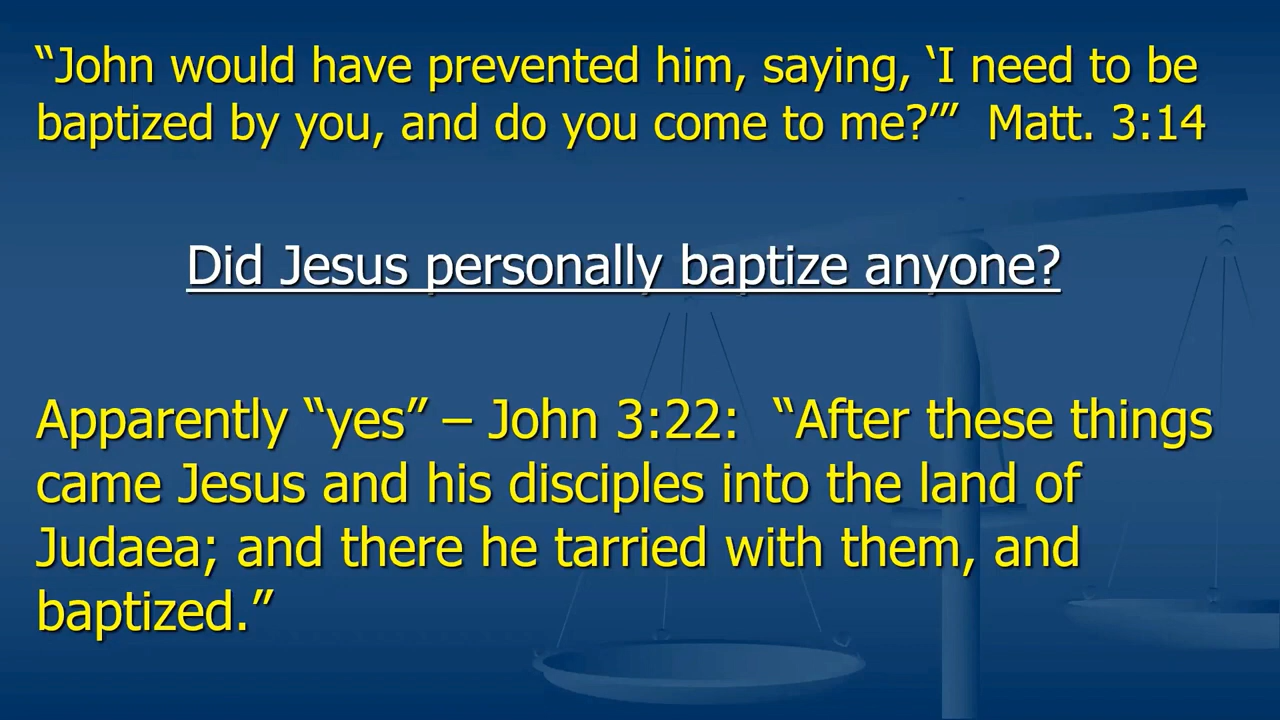 “John would have prevented him, saying, ‘I need to be
baptized by you, and do you come to me?’”  Matt. 3:14
Did Jesus personally baptize anyone?
Apparently “yes” – John 3:22:  “After these things
came Jesus and his disciples into the land of
Judaea; and there he tarried with them, and
baptized.”